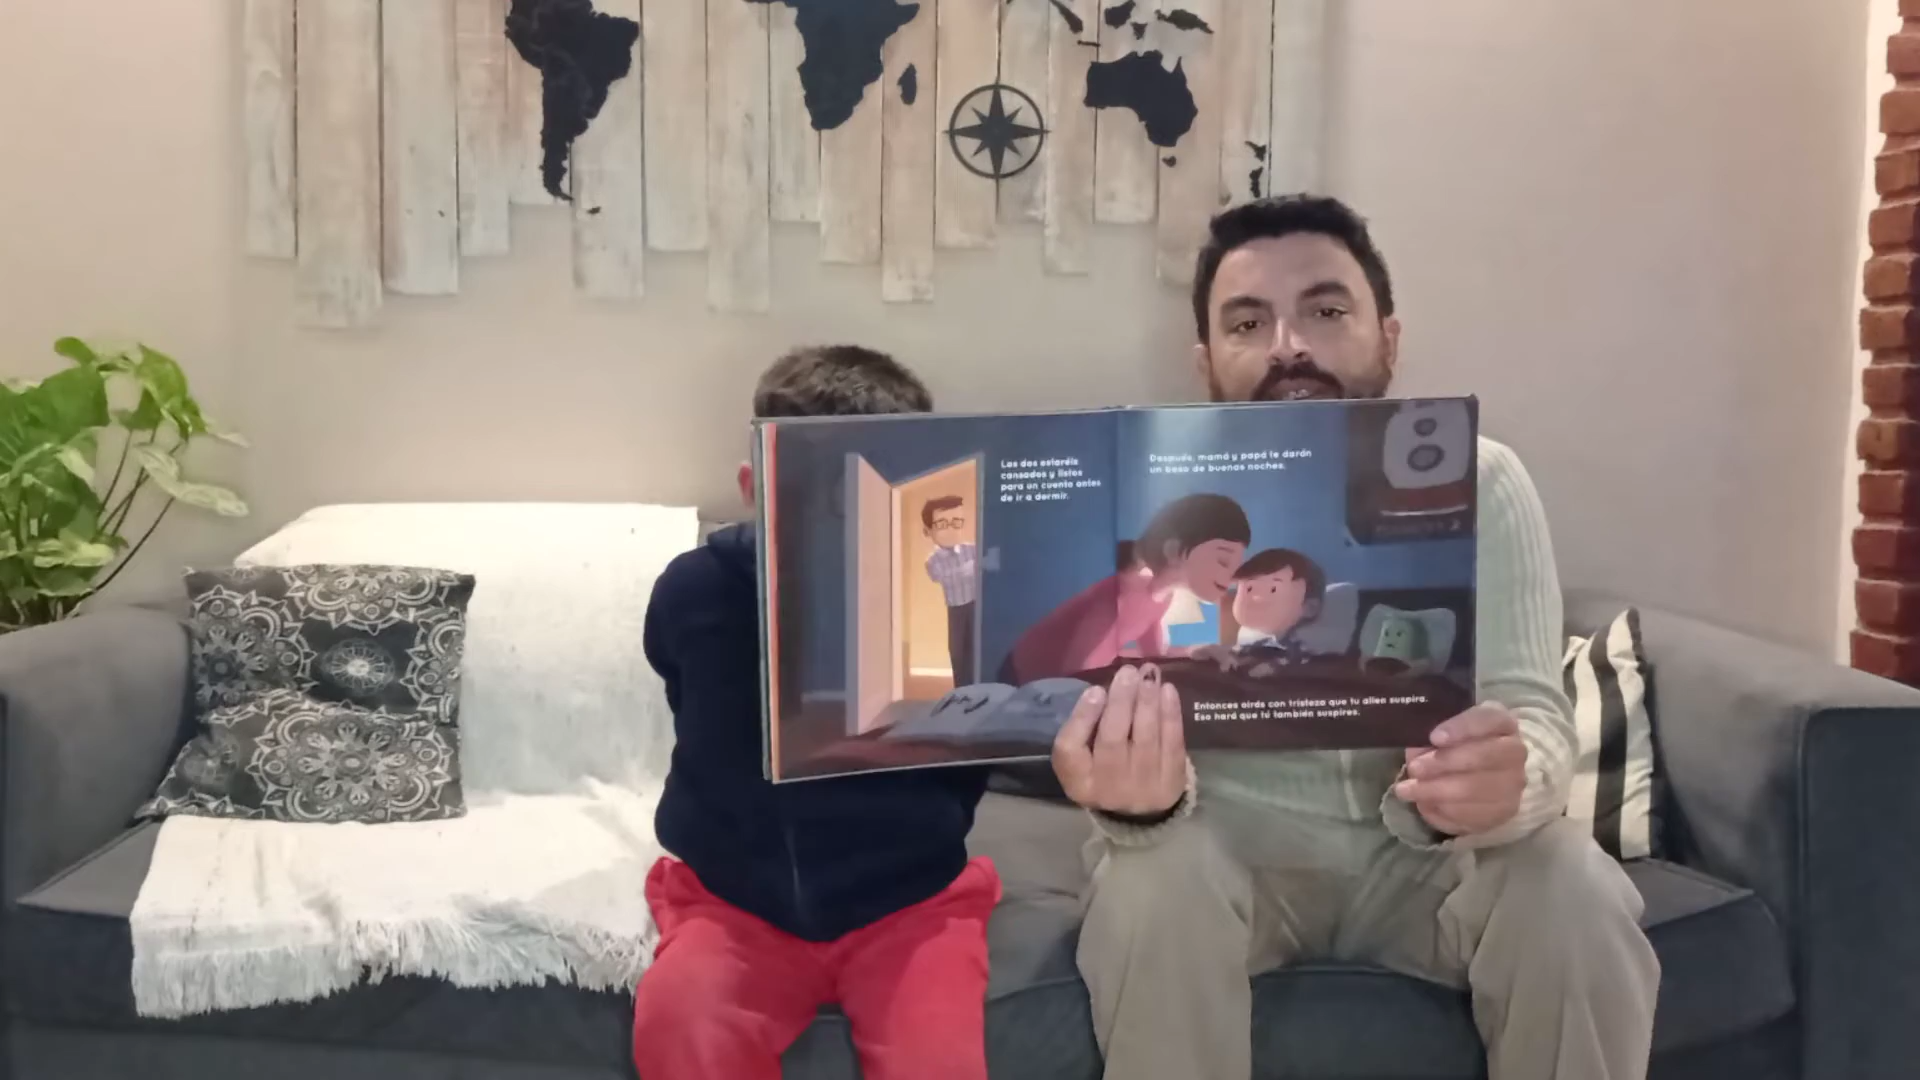 Los dos estaréis
cansados y listos
para un cuento antes
de ir a dormir.
Después, mamá y papá te darán
un beso de buenas noches.
Entonces oirás con tristeza que tu alien suspira.
Eso hará que tú también suspires.